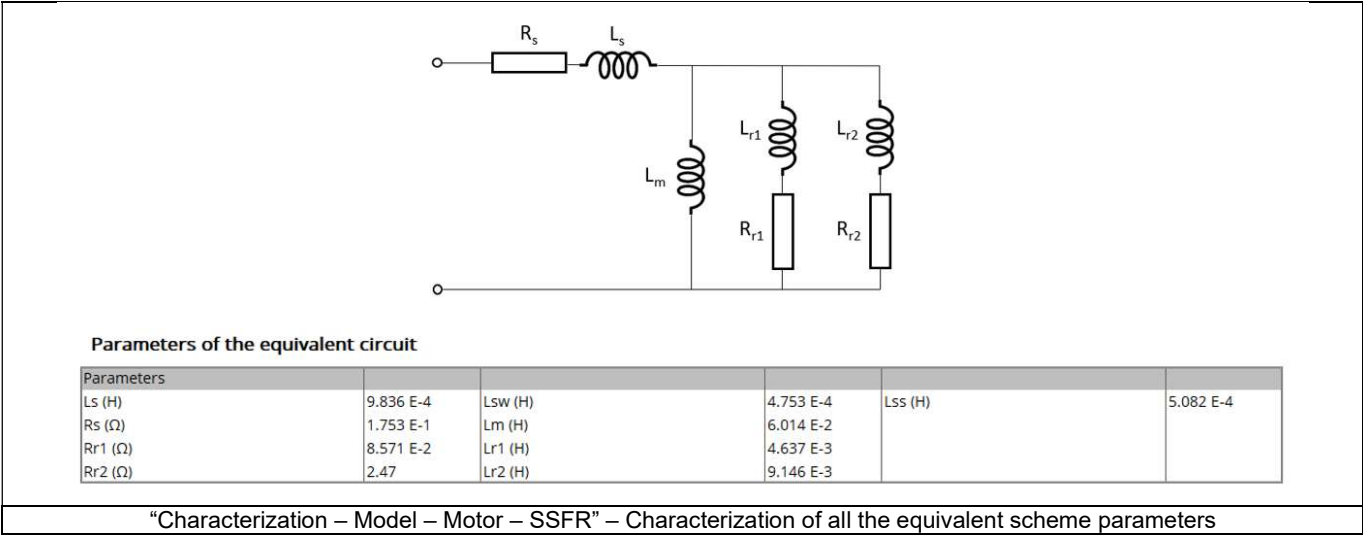 Rs Ls
Lr1 Lr2
Lm
Rr1 Rr2
Parameters of the equivalent circuit
Parameters
Ls (H) 9.836 E-4 Lsw (H) 4.753 E-4 Lss (H) 5.082 E-4
Rs (Ω) 1.753 E-1 Lm (H) 6.014 E-2
Rr1 (Ω) 8.571 E-2 Lr1 (H) 4.637 E-3
Rr2 (Ω) 2.47 Lr2 (H) 9.146 E-3
“Characterization – Model – Motor – SSFR” – Characterization of all the equivalent scheme parameters